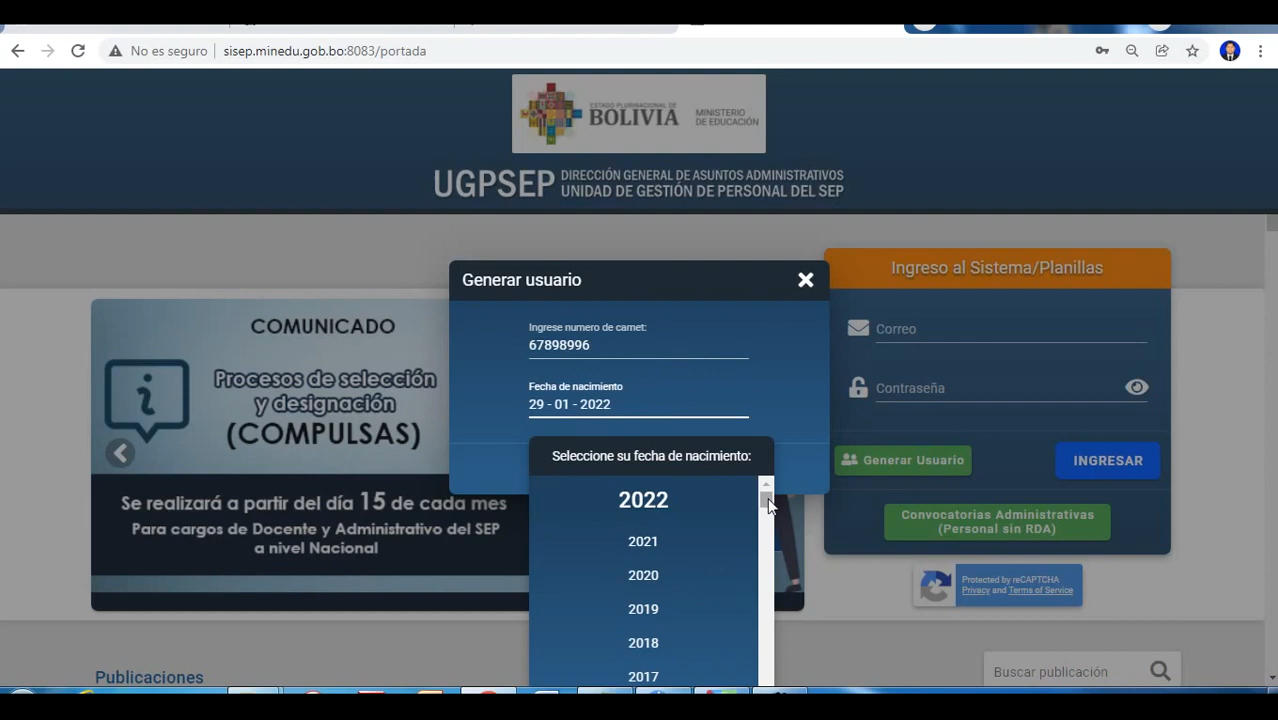 No es seguro
sisep.minedu.gob.bo:8083/portada
ESTADO PLURINACIONAL DE
BOLIVIA
MINISTERIO
DE EDUCACIÓN
UGPSEP
DIRECCIÓN GENERAL DE ASUNTOS ADMINISTRATIVOS
UNIDAD DE GESTIÓN DE PERSONAL DEL SEP
COMUNICADO
Procesos de selección
y designación
(COMPULSAS)
Se realizará a partir del día 15 de cada mes
Para cargos de Docente y Administrativo del SEP
a nivel Nacional
Generar usuario
Ingrese numero de carnet:
67898996
Fecha de nacimiento
29 - 01 - 2022
Seleccione su fecha de nacimiento:
2022
2021
2020
2019
2018
2017
Ingreso al Sistema/Planillas
Correo
Contraseña
Generar Usuario
INGRESAR
Convocatorias Administrativas
(Personal sin RDA)
Protected by reCAPTCHA
Privacy and Terms of Service
Publicaciones
Buscar publicación